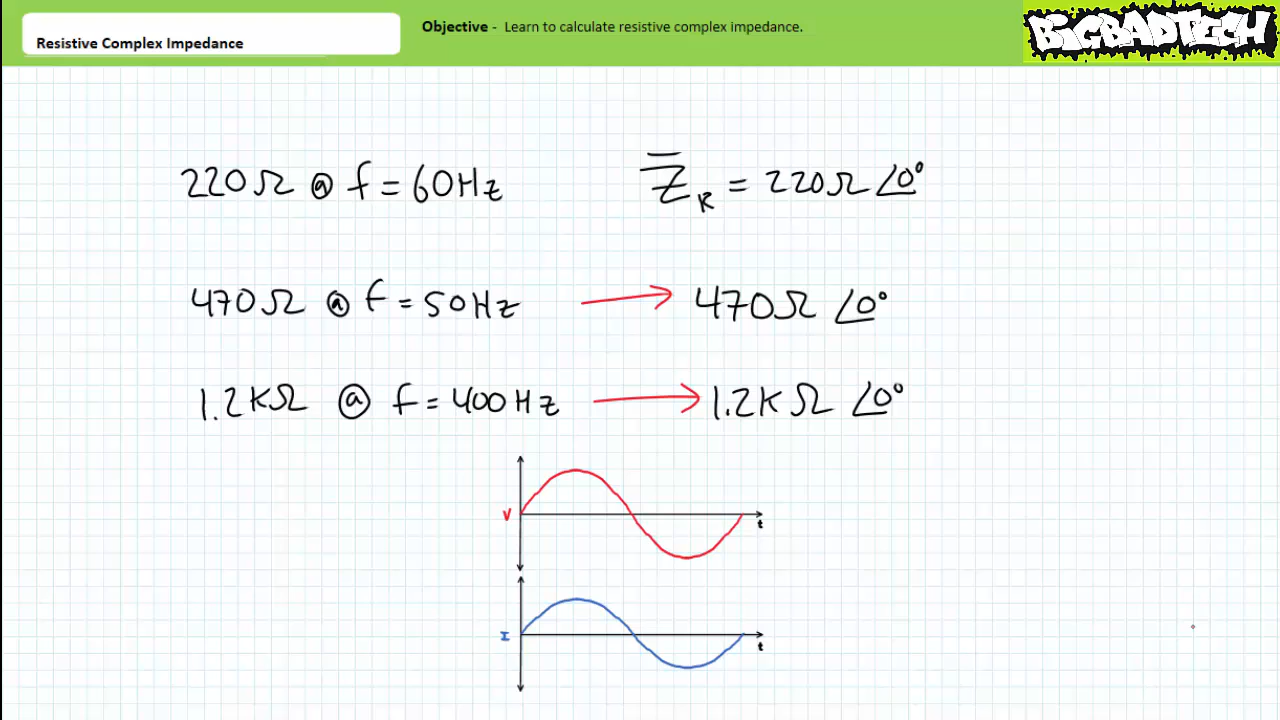 Resistive Complex Impedance
Objective - Learn to calculate resistive complex impedance.
BIGBADTECH
220Ω @ f = 60Hz Z̅R = 220Ω ∠0°
470Ω @ f = 50Hz → 470Ω ∠0°
1.2KΩ @ f = 400Hz → 1.2KΩ ∠0°
V
t
I
t